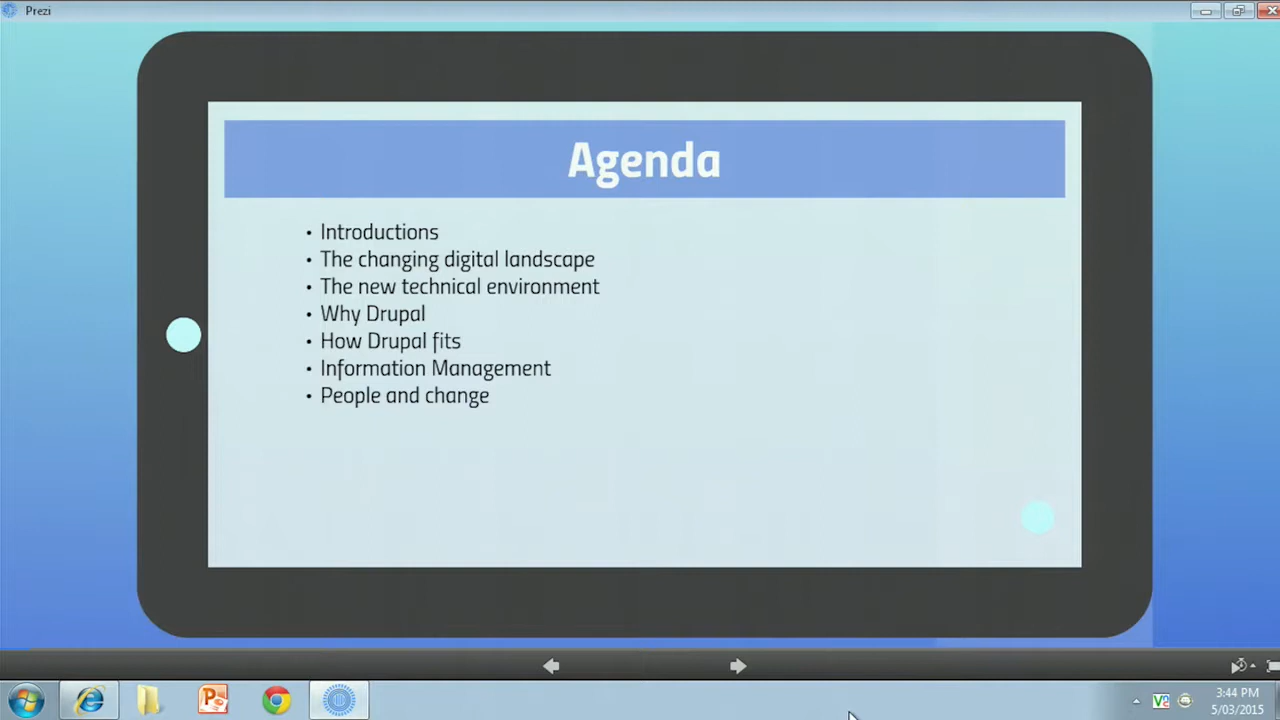 Prezi
Agenda
• Introductions
• The changing digital landscape
• The new technical environment
• Why Drupal
• How Drupal fits
• Information Management
• People and change
3:44 PM
5/03/2015